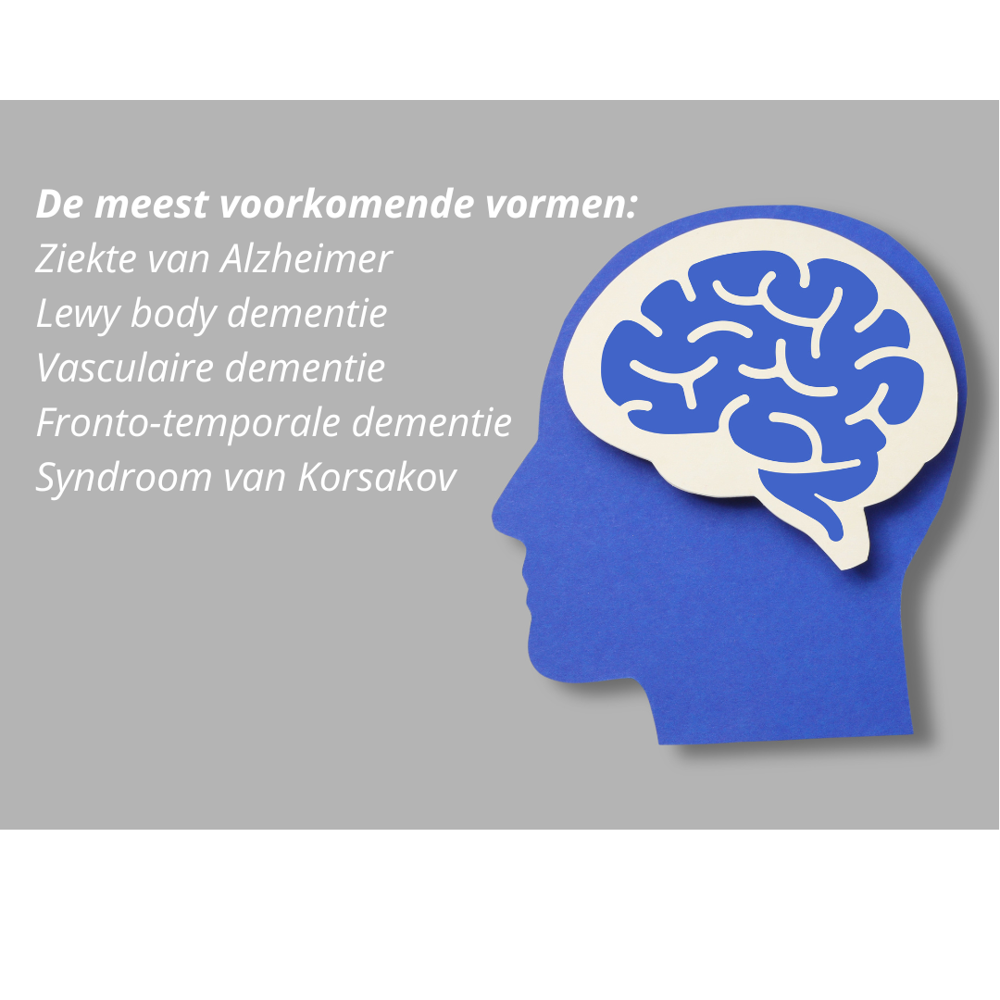 De meest voorkomende vormen:
Ziekte van Alzheimer
Lewy body dementie
Vasculaire dementie
Fronto-temporale dementie
Syndroom van Korsakov